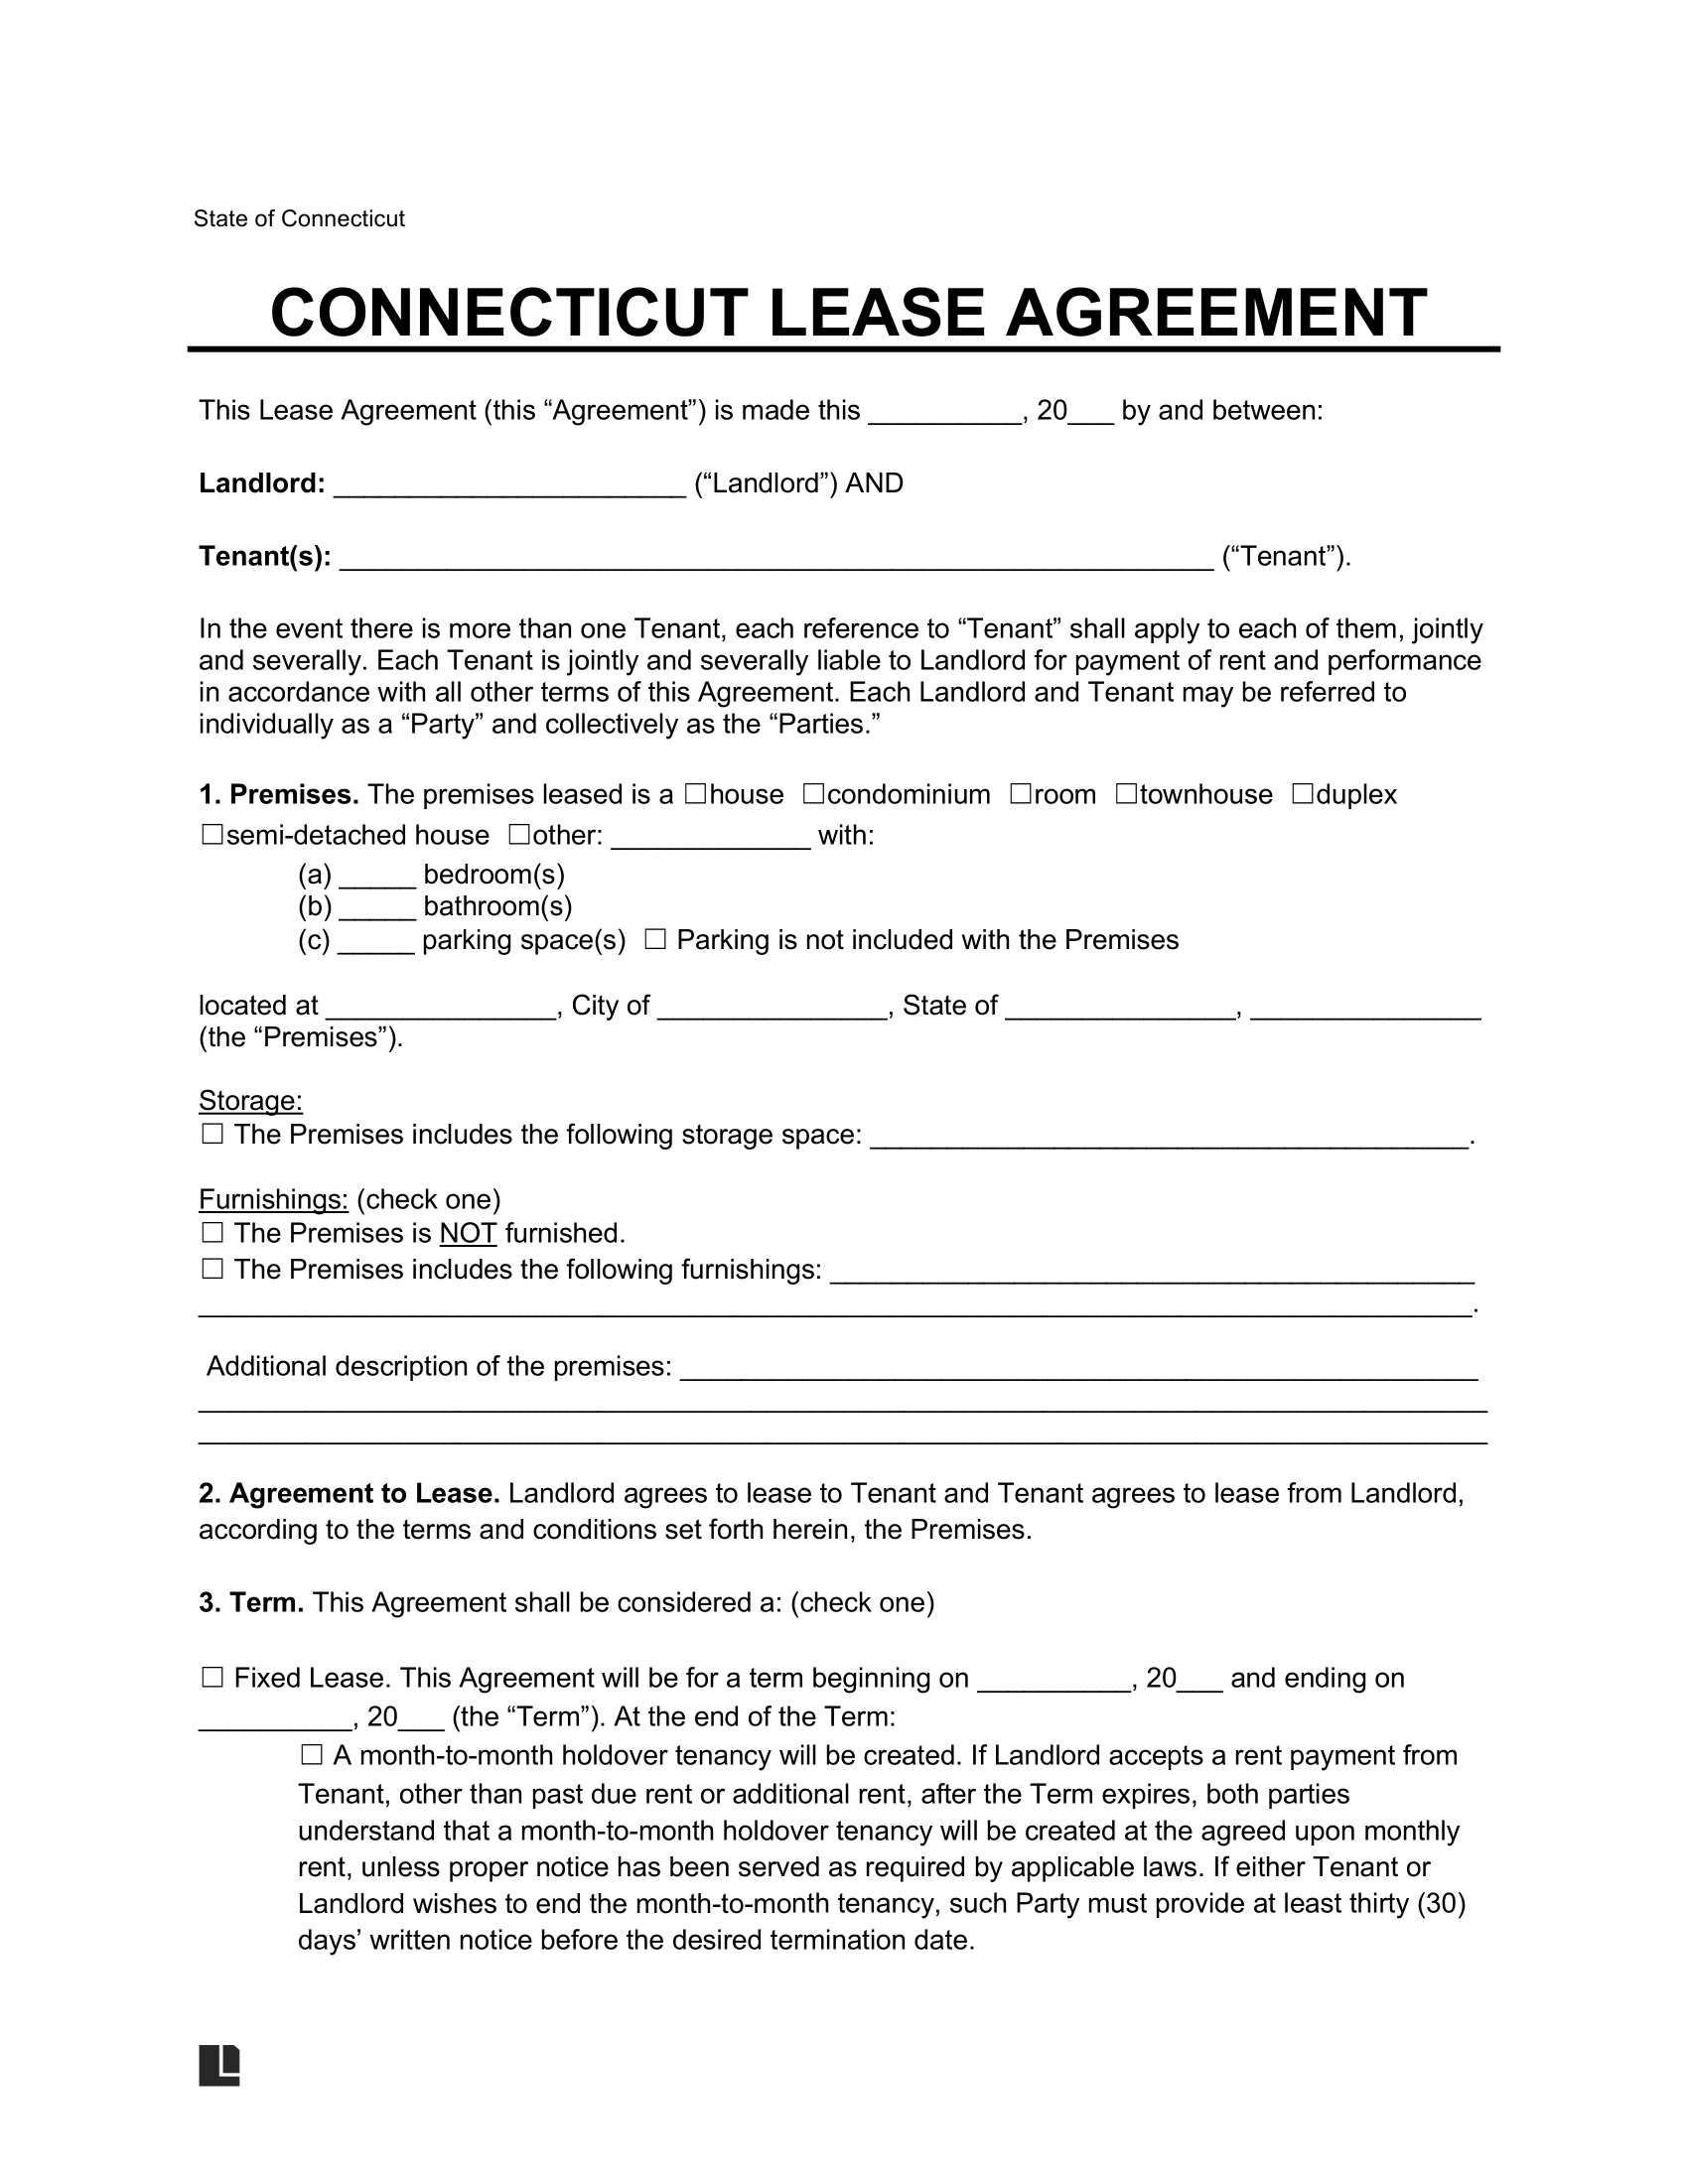 State of Connecticut
CONNECTICUT LEASE AGREEMENT
This Lease Agreement (this “Agreement”) is made this __________, 20___ by and between:
Landlord: _______________________ (“Landlord”) AND
Tenant(s): _________________________________________________________ (“Tenant”).
In the event there is more than one Tenant, each reference to “Tenant” shall apply to each of them, jointly
and severally. Each Tenant is jointly and severally liable to Landlord for payment of rent and performance
in accordance with all other terms of this Agreement. Each Landlord and Tenant may be referred to
individually as a “Party” and collectively as the “Parties.”
1. Premises. The premises leased is a ☐house ☐condominium ☐room ☐townhouse ☐duplex
☐semi-detached house ☐other: _____________ with:
(a) _____ bedroom(s)
(b) _____ bathroom(s)
(c) _____ parking space(s) ☐ Parking is not included with the Premises
located at _______________, City of _______________, State of _______________, _______________
(the “Premises”).
Storage:
☐ The Premises includes the following storage space: _______________________________________.
Furnishings: (check one)
☐ The Premises is NOT furnished.
☐ The Premises includes the following furnishings: __________________________________________
___________________________________________________________________________________.
Additional description of the premises: ____________________________________________________
____________________________________________________________________________________
____________________________________________________________________________________
2. Agreement to Lease. Landlord agrees to lease to Tenant and Tenant agrees to lease from Landlord,
according to the terms and conditions set forth herein, the Premises.
3. Term. This Agreement shall be considered a: (check one)
☐ Fixed Lease. This Agreement will be for a term beginning on __________, 20___ and ending on
__________, 20___ (the “Term”). At the end of the Term:
☐ A month-to-month holdover tenancy will be created. If Landlord accepts a rent payment from
Tenant, other than past due rent or additional rent, after the Term expires, both parties
understand that a month-to-month holdover tenancy will be created at the agreed upon monthly
rent, unless proper notice has been served as required by applicable laws. If either Tenant or
Landlord wishes to end the month-to-month tenancy, such Party must provide at least thirty (30)
days’ written notice before the desired termination date.